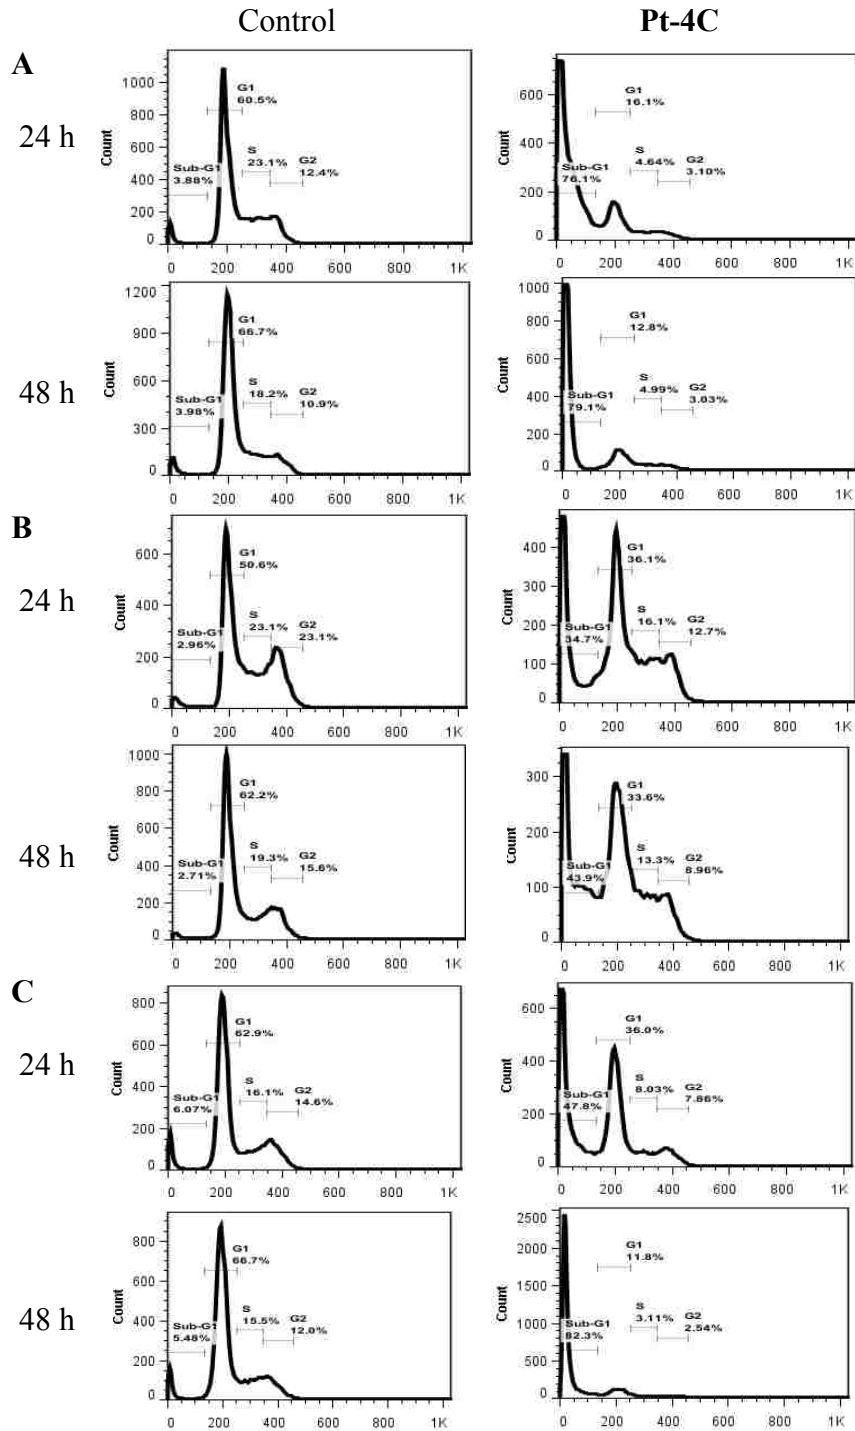 Control Pt-4C
A
24 h
Count
1000
800
600
400
200
0
G1
60.5%
S
23.1%
G2
12.4%
Sub-G1
3.88%
0 200 400 600 800 1K
Count
600
400
200
0
G1
16.1%
S
4.64%
G2
3.10%
Sub-G1
76.1%
0 200 400 600 800 1K
48 h
Count
1200
900
600
300
0
G1
66.7%
S
18.2%
G2
10.9%
Sub-G1
3.98%
0 200 400 600 800 1K
Count
1000
800
600
400
200
0
G1
12.8%
S
4.99%
G2
3.03%
Sub-G1
79.1%
0 200 400 600 800 1K
B
24 h
Count
600
400
200
0
G1
50.6%
S
23.1%
G2
23.1%
Sub-G1
2.96%
0 200 400 600 800 1K
Count
400
300
200
100
0
G1
36.1%
S
16.1%
G2
12.7%
Sub-G1
34.7%
0 200 400 600 800 1K
48 h
Count
1000
800
600
400
200
0
G1
62.2%
S
19.3%
G2
15.6%
Sub-G1
2.71%
0 200 400 600 800 1K
Count
300
200
100
0
G1
33.6%
S
13.3%
G2
8.96%
Sub-G1
43.9%
0 200 400 600 800 1K
C
24 h
Count
800
600
400
200
0
G1
62.9%
S
16.1%
G2
14.6%
Sub-G1
6.07%
0 200 400 600 800 1K
Count
600
400
200
0
G1
36.0%
S
8.03%
G2
7.86%
Sub-G1
47.8%
0 200 400 600 800 1K
48 h
Count
800
600
400
200
0
G1
66.7%
S
15.5%
G2
12.0%
Sub-G1
5.48%
0 200 400 600 800 1K
Count
2500
2000
1500
1000
500
0
G1
11.8%
S
3.11%
G2
2.54%
Sub-G1
82.3%
0 200 400 600 800 1K